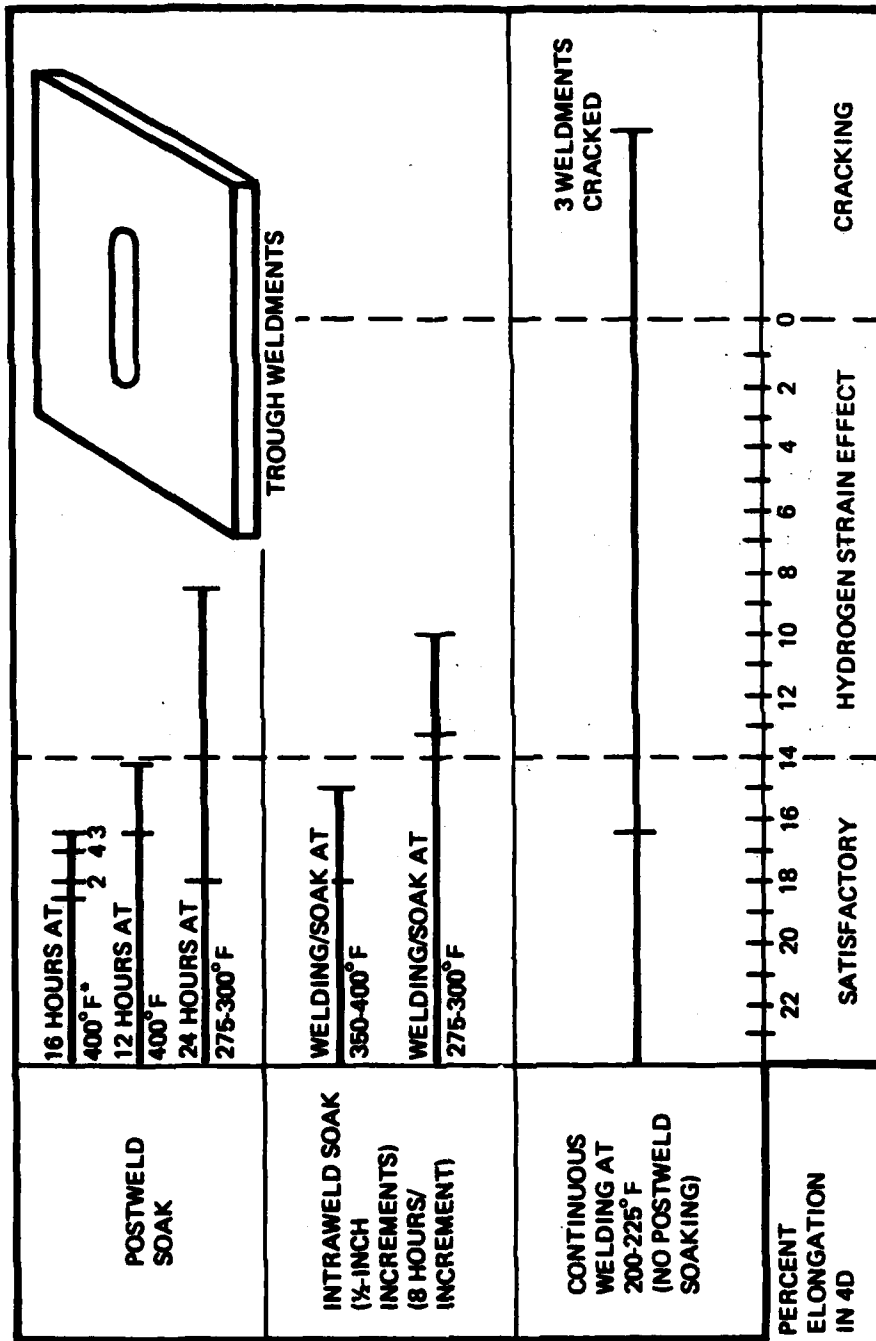 POSTWELD
SOAK
16 HOURS AT
400°F*
2 4 3
12 HOURS AT
400°F
24 HOURS AT
275-300°F
TROUGH WELDMENTS
INTRAWELD SOAK
(½-INCH
INCREMENTS)
(8 HOURS/
INCREMENT)
WELDING/SOAK AT
350-400°F
WELDING/SOAK AT
275-300°F
CONTINUOUS
WELDING AT
200-225°F
(NO POSTWELD
SOAKING)
3 WELDMENTS
CRACKED
PERCENT
ELONGATION
IN 4D
22 20 18 16 14 12 10 8 6 4 2 0
SATISFACTORY
HYDROGEN STRAIN EFFECT
CRACKING